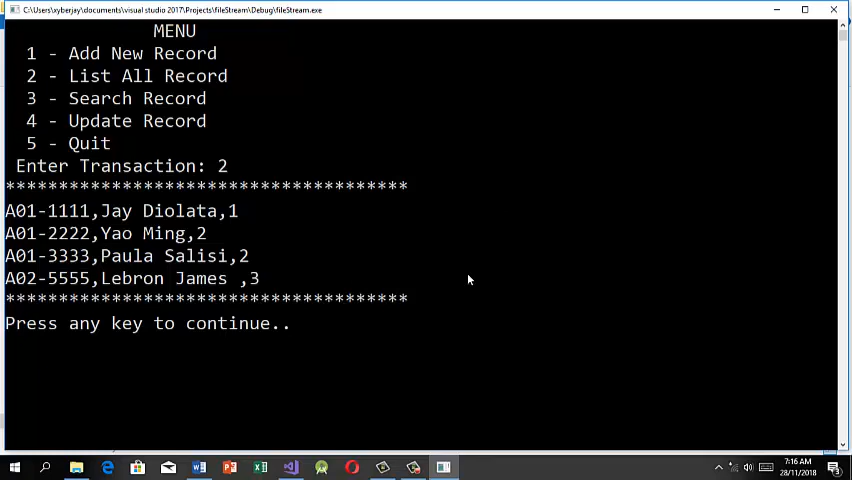 C:\Users\xyberjay\documents\visual studio 2017\Projects\fileStream\Debug\fileStream.exe
MENU
1 - Add New Record
2 - List All Record
3 - Search Record
4 - Update Record
5 - Quit
Enter Transaction: 2
**************************************
A01-1111,Jay Diolata,1
A01-2222,Yao Ming,2
A01-3333,Paula Salisi,2
A02-5555,Lebron James ,3
**************************************
Press any key to continue..
7:16 AM
28/11/2018
3